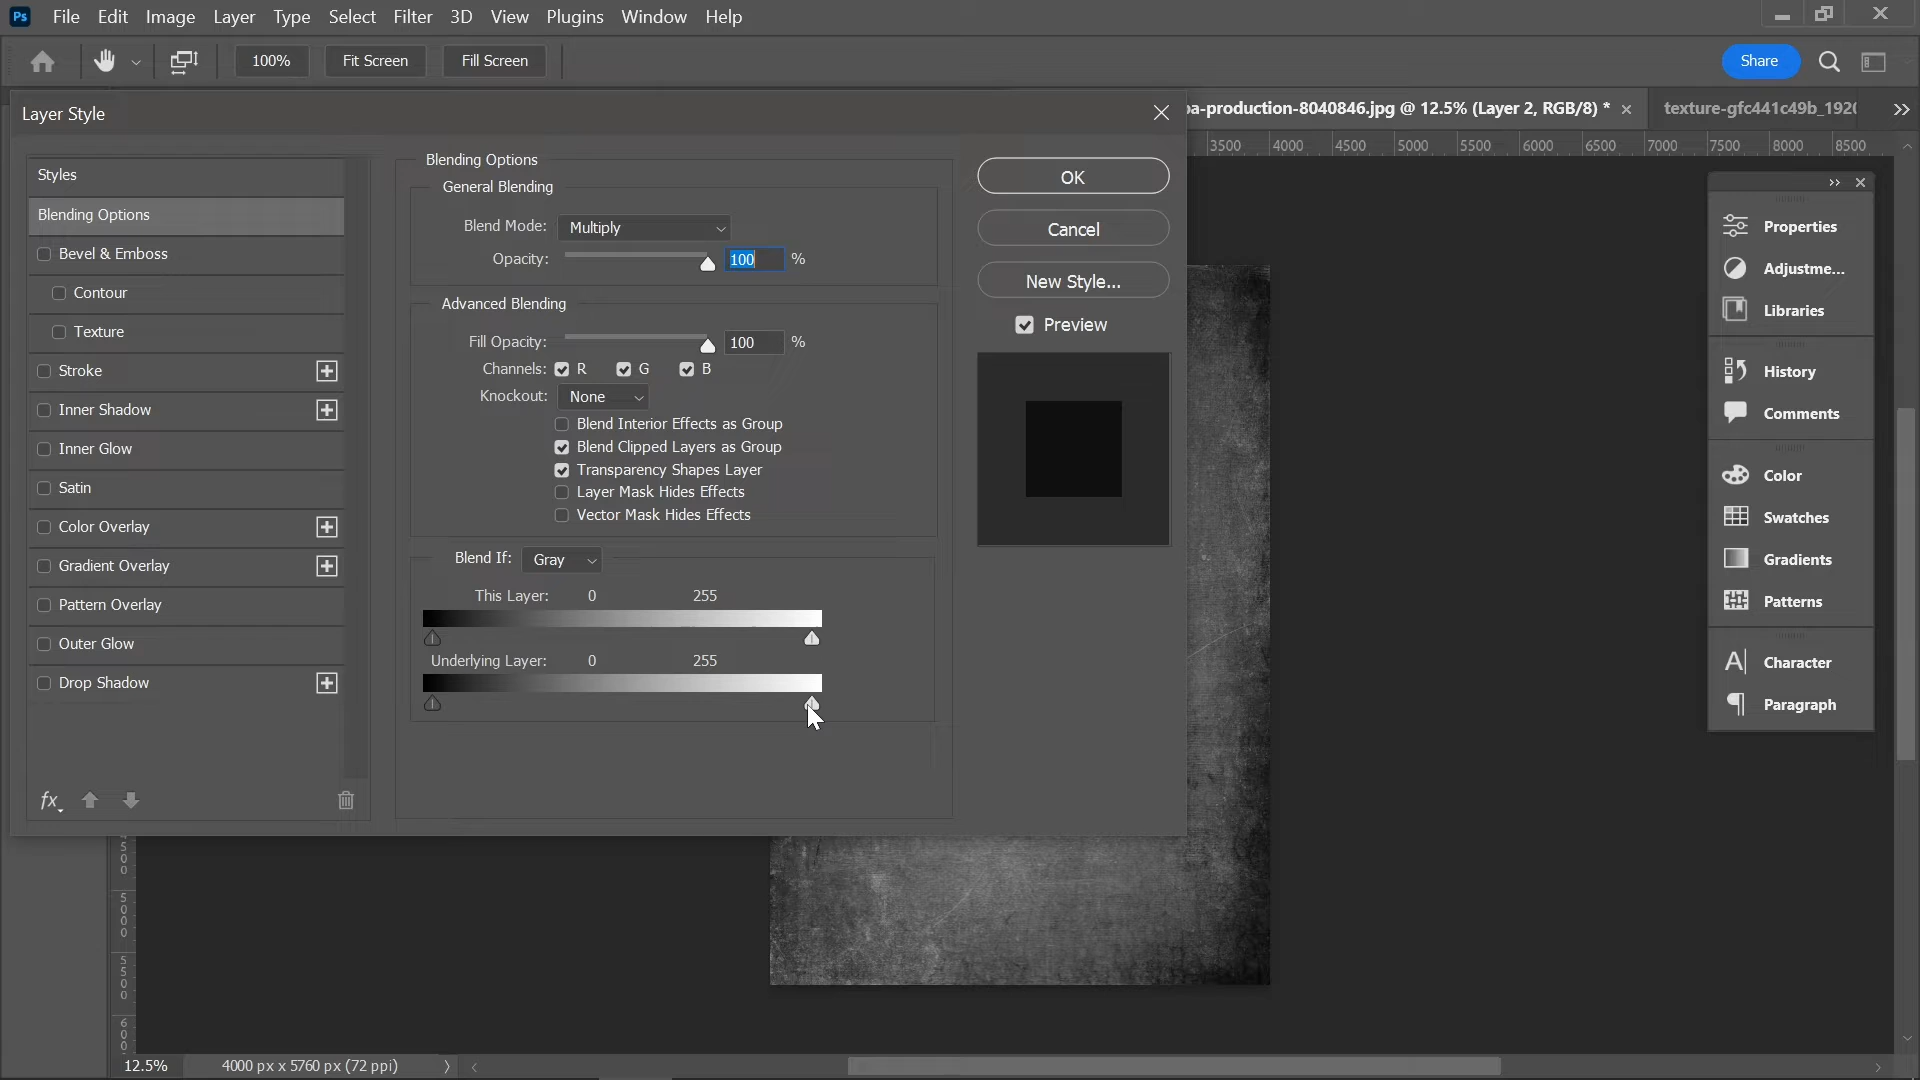 Ps File Edit Image Layer Type Select Filter 3D View Plugins Window Help
100% Fit Screen Fill Screen Share
Layer Style
oa-production-8040846.jpg @ 12.5% (Layer 2, RGB/8) *
texture-gfc441c49b_1920
3500 4000 4500 5000 5500 6000 6500 7000 7500 8000 8500
Styles
Blending Options
Bevel & Emboss
Contour
Texture
Stroke
Inner Shadow
Inner Glow
Satin
Color Overlay
Gradient Overlay
Pattern Overlay
Outer Glow
Drop Shadow
fx
Blending Options
General Blending
Blend Mode: Multiply
Opacity: 100 %
Advanced Blending
Fill Opacity: 100 %
Channels: R G B
Knockout: None
Blend Interior Effects as Group
Blend Clipped Layers as Group
Transparency Shapes Layer
Layer Mask Hides Effects
Vector Mask Hides Effects
Blend If: Gray
This Layer: 0 255
Underlying Layer: 0 255
OK
Cancel
New Style...
Preview
Properties
Adjustme...
Libraries
History
Comments
Color
Swatches
Gradients
Patterns
Character
Paragraph
5000
5500
12.5% 4000 px x 5760 px (72 ppi)